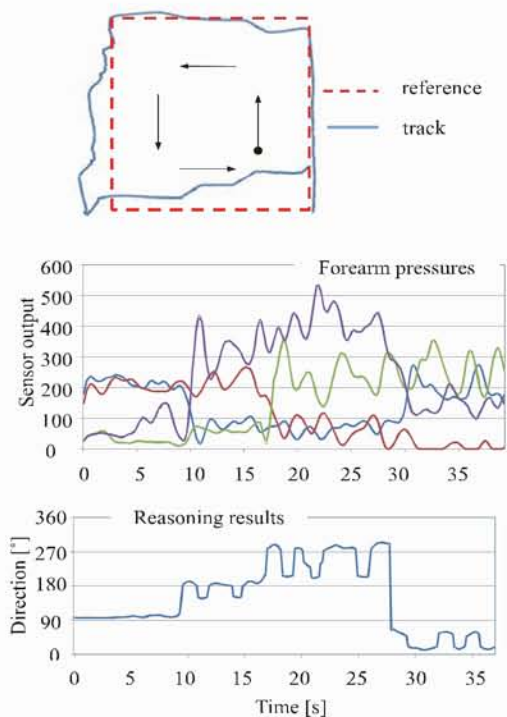 reference
track
Forearm pressures
Sensor output
600
500
400
300
200
100
0
0 5 10 15 20 25 30 35
Reasoning results
Direction [°]
360
270
180
90
0
0 5 10 15 20 25 30 35
Time [s]